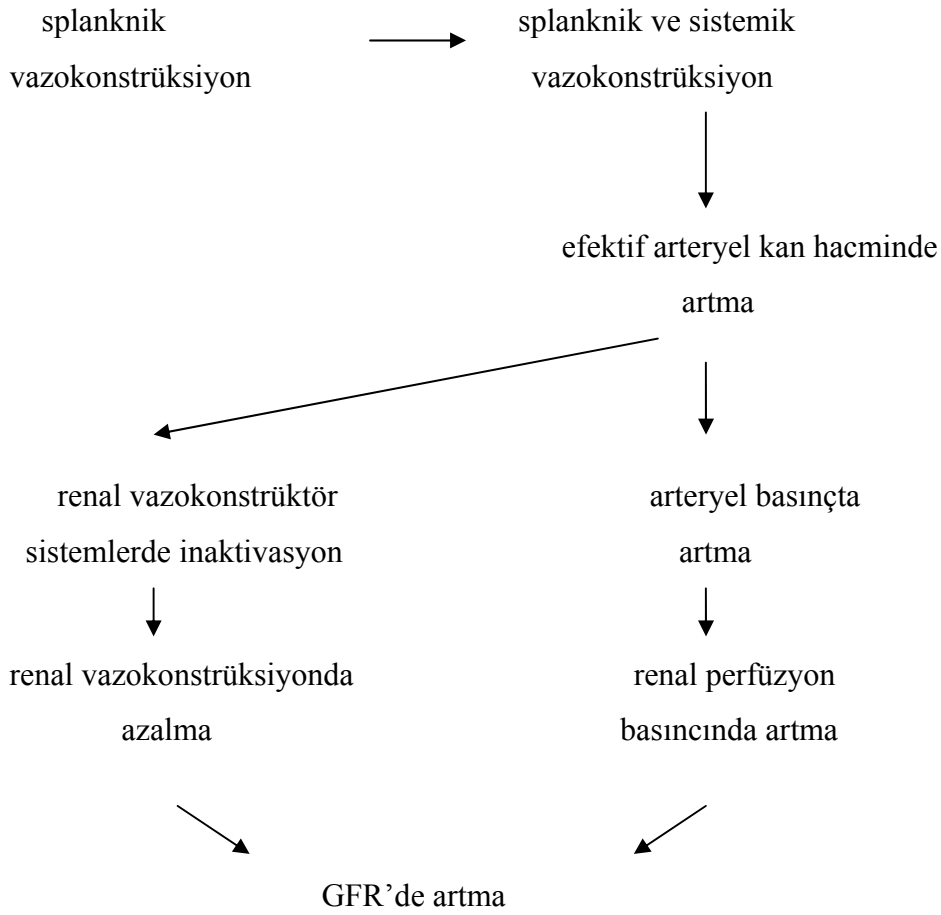 splanknik
vazokonstrüksiyon
splanknik ve sistemik
vazokonstrüksiyon
efektif arteryel kan hacminde
artma
renal vazokonstrüktör
sistemlerde inaktivasyon
arteryel basınçta
artma
renal vazokonstrüksiyonda
azalma
renal perfüzyon
basıncında artma
GFR’de artma